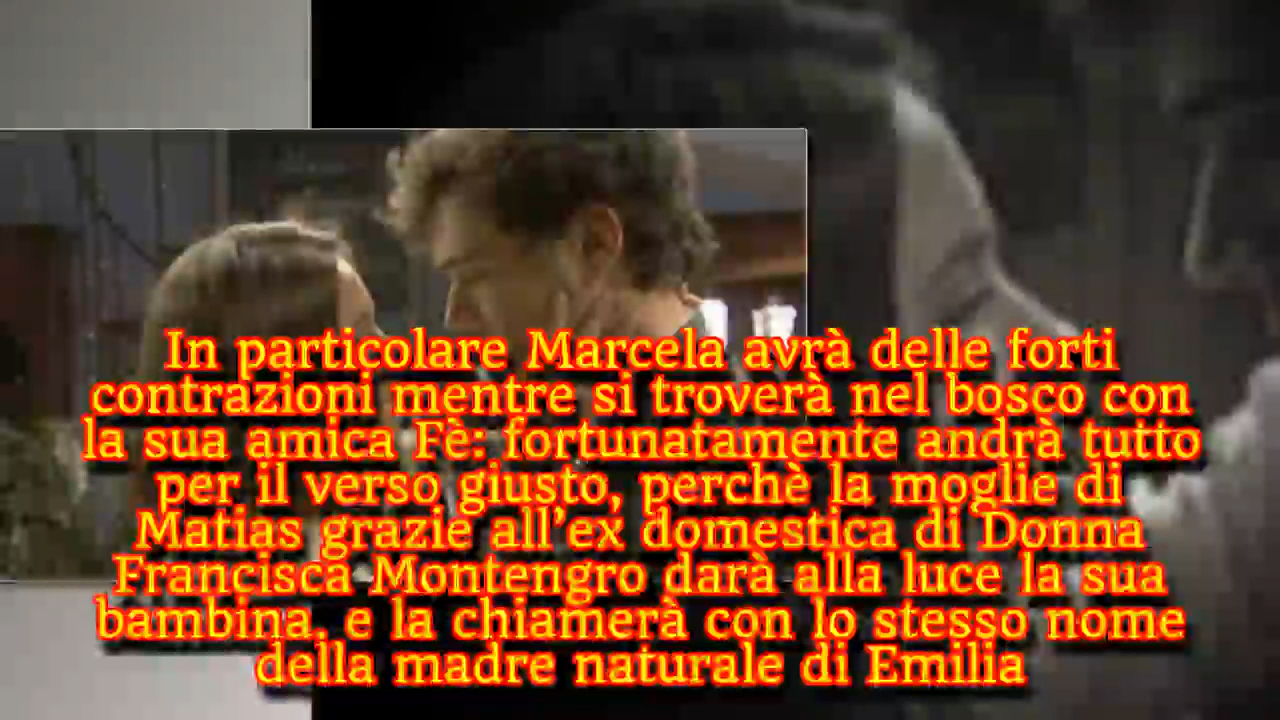 In particolare Marcela avrà delle forti
contrazioni mentre si troverà nel bosco con
la sua amica Fè: fortunatamente andrà tutto
per il verso giusto, perchè la moglie di
Matias grazie all'ex domestica di Donna
Francisca Montengro darà alla luce la sua
bambina, e la chiamerà con lo stesso nome
della madre naturale di Emilia